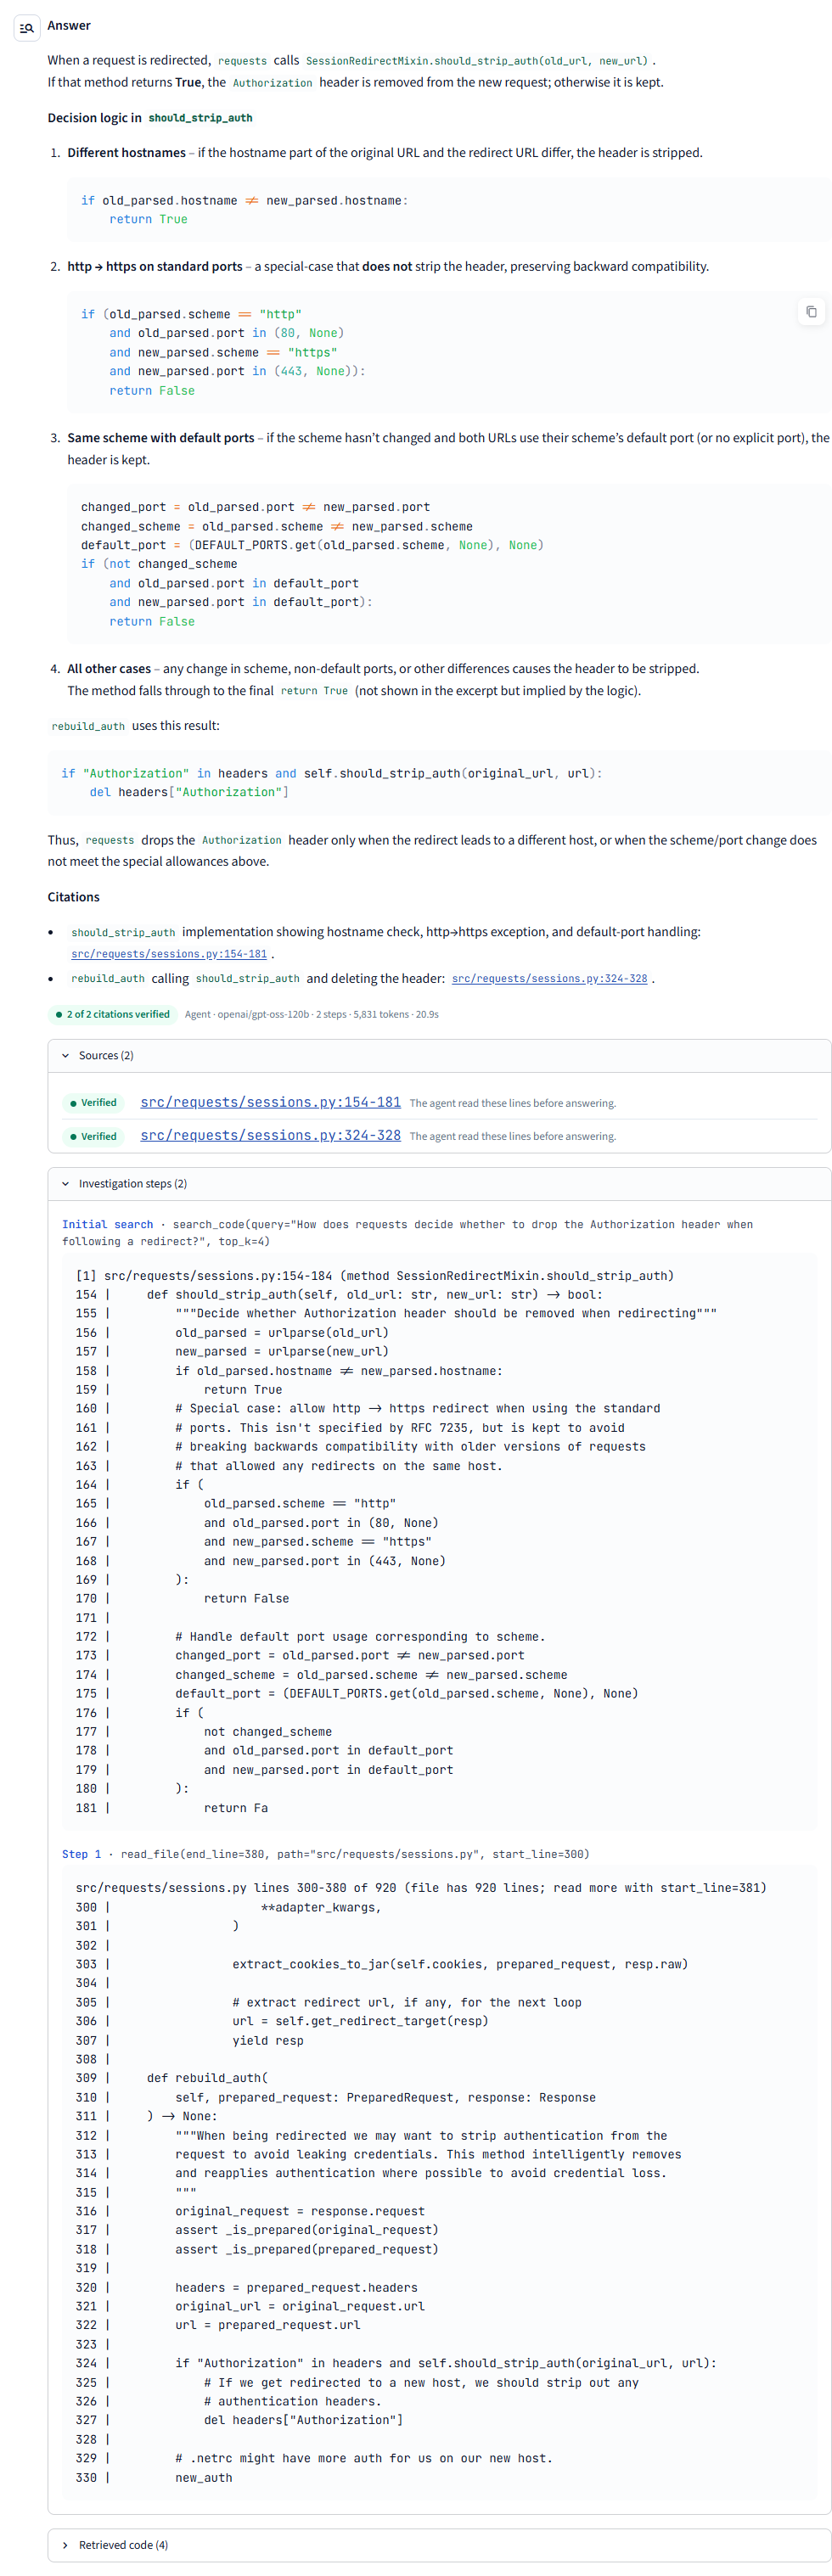 Answer
When a request is redirected, requests calls SessionRedirectMixin.should_strip_auth(old_url, new_url) .
If that method returns True, the Authorization header is removed from the new request; otherwise it is kept.
Decision logic in should_strip_auth
1. Different hostnames – if the hostname part of the original URL and the redirect URL differ, the header is stripped.
if old_parsed.hostname ≠ new_parsed.hostname:
    return True
2. http → https on standard ports – a special-case that does not strip the header, preserving backward compatibility.
if (old_parsed.scheme == "http"
    and old_parsed.port in (80, None)
    and new_parsed.scheme == "https"
    and new_parsed.port in (443, None)):
    return False
3. Same scheme with default ports – if the scheme hasn't changed and both URLs use their scheme's default port (or no explicit port), the
header is kept.
changed_port = old_parsed.port ≠ new_parsed.port
changed_scheme = old_parsed.scheme ≠ new_parsed.scheme
default_port = (DEFAULT_PORTS.get(old_parsed.scheme, None), None)
if (not changed_scheme
    and old_parsed.port in default_port
    and new_parsed.port in default_port):
    return False
4. All other cases – any change in scheme, non-default ports, or other differences causes the header to be stripped.
The method falls through to the final return True (not shown in the excerpt but implied by the logic).
rebuild_auth uses this result:
if "Authorization" in headers and self.should_strip_auth(original_url, url):
    del headers["Authorization"]
Thus, requests drops the Authorization header only when the redirect leads to a different host, or when the scheme/port change does
not meet the special allowances above.
Citations
• should_strip_auth implementation showing hostname check, http→https exception, and default-port handling:
src/requests/sessions.py:154-181 .
• rebuild_auth calling should_strip_auth and deleting the header: src/requests/sessions.py:324-328 .
● 2 of 2 citations verified Agent · openai/gpt-oss-120b · 2 steps · 5,831 tokens · 20.9s
Sources (2)
● Verified src/requests/sessions.py:154-181 The agent read these lines before answering.
● Verified src/requests/sessions.py:324-328 The agent read these lines before answering.
Investigation steps (2)
Initial search · search_code(query="How does requests decide whether to drop the Authorization header when
following a redirect?", top_k=4)
[1] src/requests/sessions.py:154-184 (method SessionRedirectMixin.should_strip_auth)
154 |     def should_strip_auth(self, old_url: str, new_url: str) → bool:
155 |         """Decide whether Authorization header should be removed when redirecting"""
156 |         old_parsed = urlparse(old_url)
157 |         new_parsed = urlparse(new_url)
158 |         if old_parsed.hostname ≠ new_parsed.hostname:
159 |             return True
160 |         # Special case: allow http → https redirect when using the standard
161 |         # ports. This isn't specified by RFC 7235, but is kept to avoid
162 |         # breaking backwards compatibility with older versions of requests
163 |         # that allowed any redirects on the same host.
164 |         if (
165 |             old_parsed.scheme == "http"
166 |             and old_parsed.port in (80, None)
167 |             and new_parsed.scheme == "https"
168 |             and new_parsed.port in (443, None)
169 |         ):
170 |             return False
171 |
172 |         # Handle default port usage corresponding to scheme.
173 |         changed_port = old_parsed.port ≠ new_parsed.port
174 |         changed_scheme = old_parsed.scheme ≠ new_parsed.scheme
175 |         default_port = (DEFAULT_PORTS.get(old_parsed.scheme, None), None)
176 |         if (
177 |             not changed_scheme
178 |             and old_parsed.port in default_port
179 |             and new_parsed.port in default_port
180 |         ):
181 |             return Fa
Step 1 · read_file(end_line=380, path="src/requests/sessions.py", start_line=300)
src/requests/sessions.py lines 300-380 of 920 (file has 920 lines; read more with start_line=381)
300 |                     **adapter_kwargs,
301 |                 )
302 |
303 |                 extract_cookies_to_jar(self.cookies, prepared_request, resp.raw)
304 |
305 |                 # extract redirect url, if any, for the next loop
306 |                 url = self.get_redirect_target(resp)
307 |                 yield resp
308 |
309 |     def rebuild_auth(
310 |         self, prepared_request: PreparedRequest, response: Response
311 |     ) → None:
312 |         """When being redirected we may want to strip authentication from the
313 |         request to avoid leaking credentials. This method intelligently removes
314 |         and reapplies authentication where possible to avoid credential loss.
315 |         """
316 |         original_request = response.request
317 |         assert _is_prepared(original_request)
318 |         assert _is_prepared(prepared_request)
319 |
320 |         headers = prepared_request.headers
321 |         original_url = original_request.url
322 |         url = prepared_request.url
323 |
324 |         if "Authorization" in headers and self.should_strip_auth(original_url, url):
325 |             # If we get redirected to a new host, we should strip out any
326 |             # authentication headers.
327 |             del headers["Authorization"]
328 |
329 |         # .netrc might have more auth for us on our new host.
330 |         new_auth
Retrieved code (4)